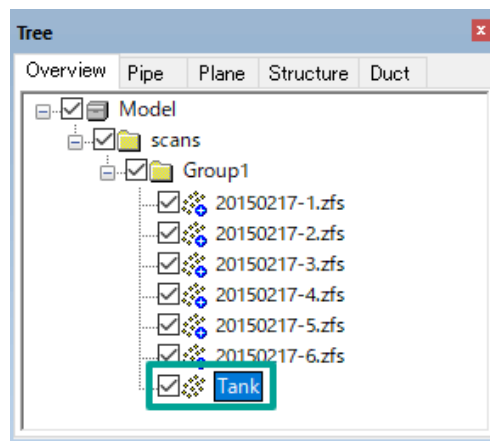 Tree
Overview Pipe Plane Structure Duct
Model
scans
Group1
20150217-1.zfs
20150217-2.zfs
20150217-3.zfs
20150217-4.zfs
20150217-5.zfs
20150217-6.zfs
Tank